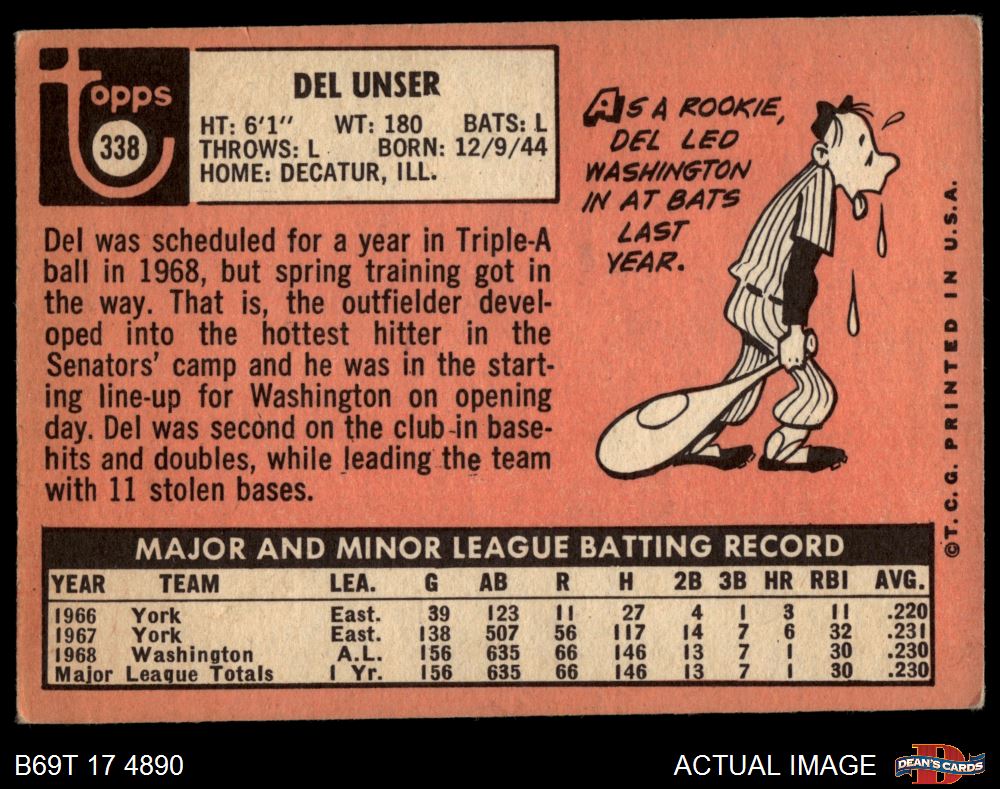 topps
338
DEL UNSER
HT: 6'1" WT: 180 BATS: L
THROWS: L BORN: 12/9/44
HOME: DECATUR, ILL.
AS A ROOKIE,
DEL LED
WASHINGTON
IN AT BATS
LAST
YEAR.
Del was scheduled for a year in Triple-A
ball in 1968, but spring training got in
the way. That is, the outfielder devel-
oped into the hottest hitter in the
Senators' camp and he was in the start-
ing line-up for Washington on opening
day. Del was second on the club in base-
hits and doubles, while leading the team
with 11 stolen bases.
©T.C.G. PRINTED IN U.S.A.
MAJOR AND MINOR LEAGUE BATTING RECORD
YEAR TEAM LEA. G AB R H 2B 3B HR RBI AVG.
1966 York East. 39 123 11 27 4 1 3 11 .220
1967 York East. 138 507 56 117 14 7 6 32 .231
1968 Washington A.L. 156 635 66 146 13 7 1 30 .230
Major League Totals 1 Yr. 156 635 66 146 13 7 1 30 .230
B69T 17 4890
ACTUAL IMAGE
D
DEAN'S CARDS